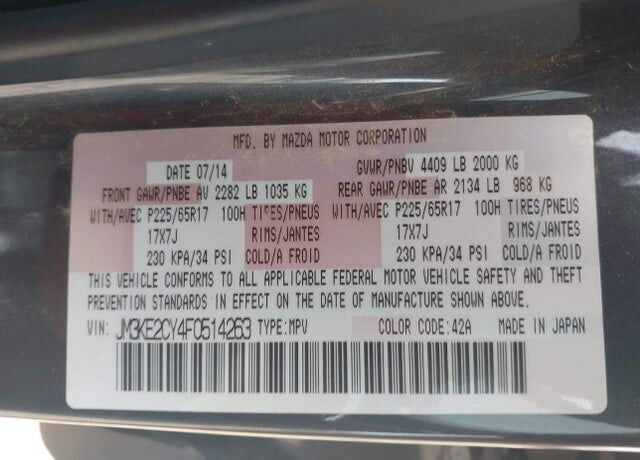 MFD. BY MAZDA MOTOR CORPORATION
DATE 07/14 GVWR/PNBV 4409 LB 2000 KG
FRONT GAWR/PNBE AV 2282 LB 1035 KG REAR GAWR/PNBE AR 2134 LB 968 KG
WITH/AVEC P225/65R17 100H TIRES/PNEUS WITH/AVEC P225/65R17 100H TIRES/PNEUS
17X7J RIMS/JANTES 17X7J RIMS/JANTES
230 KPA/34 PSI COLD/A FROID 230 KPA/34 PSI COLD/A FROID
THIS VEHICLE CONFORMS TO ALL APPLICABLE FEDERAL MOTOR VEHICLE SAFETY AND THEFT
PREVENTION STANDARDS IN EFFECT ON THE DATE OF MANUFACTURE SHOWN ABOVE.
VIN: JM3KE2CY4F0514263 TYPE:MPV COLOR CODE:42A MADE IN JAPAN